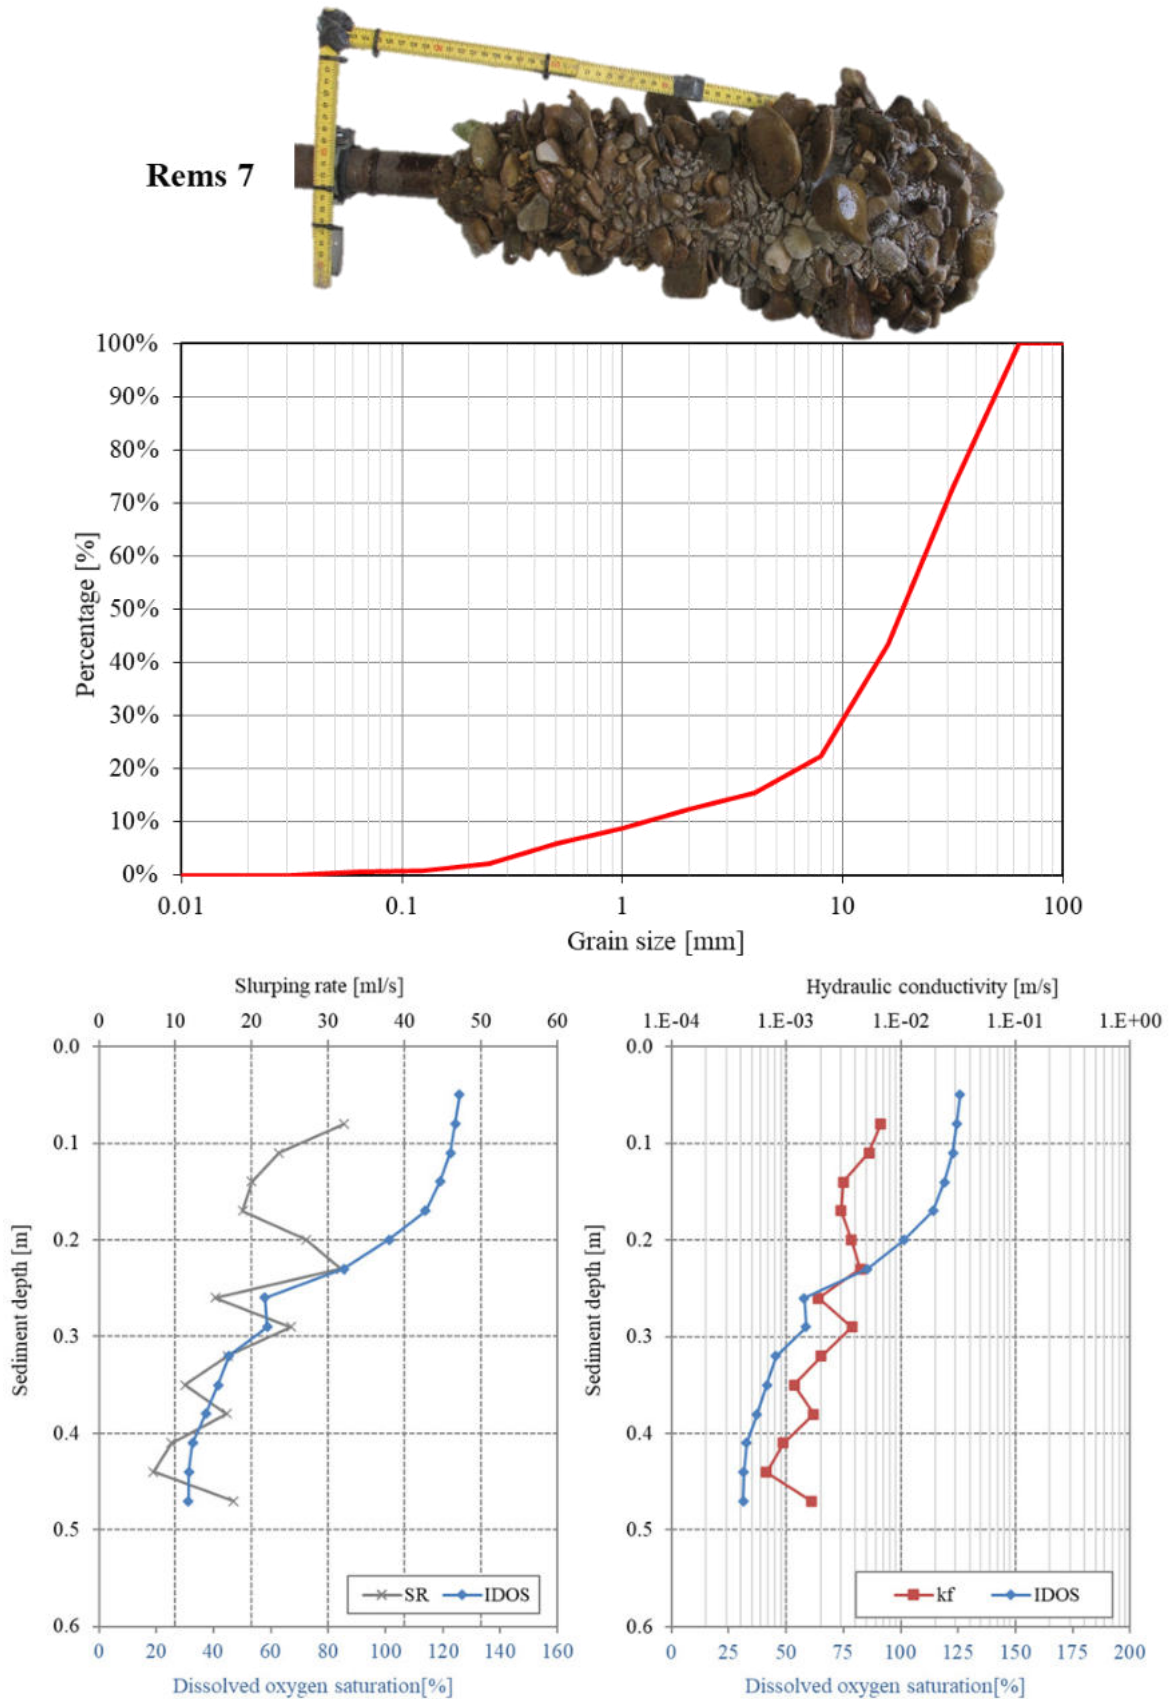 Rems 7
100%
90%
80%
70%
60%
50%
40%
30%
20%
10%
0%
Percentage [%]
0.01 0.1 1 10 100
Grain size [mm]
Slurping rate [ml/s]
0 10 20 30 40 50 60
0.0
0.1
0.2
0.3
0.4
0.5
0.6
Sediment depth [m]
SR IDOS
0 20 40 60 80 100 120 140 160
Dissolved oxygen saturation[%]
Hydraulic conductivity [m/s]
1.E-04 1.E-03 1.E-02 1.E-01 1.E+00
0.0
0.1
0.2
0.3
0.4
0.5
0.6
Sediment depth [m]
kf IDOS
0 25 50 75 100 125 150 175 200
Dissolved oxygen saturation[%]